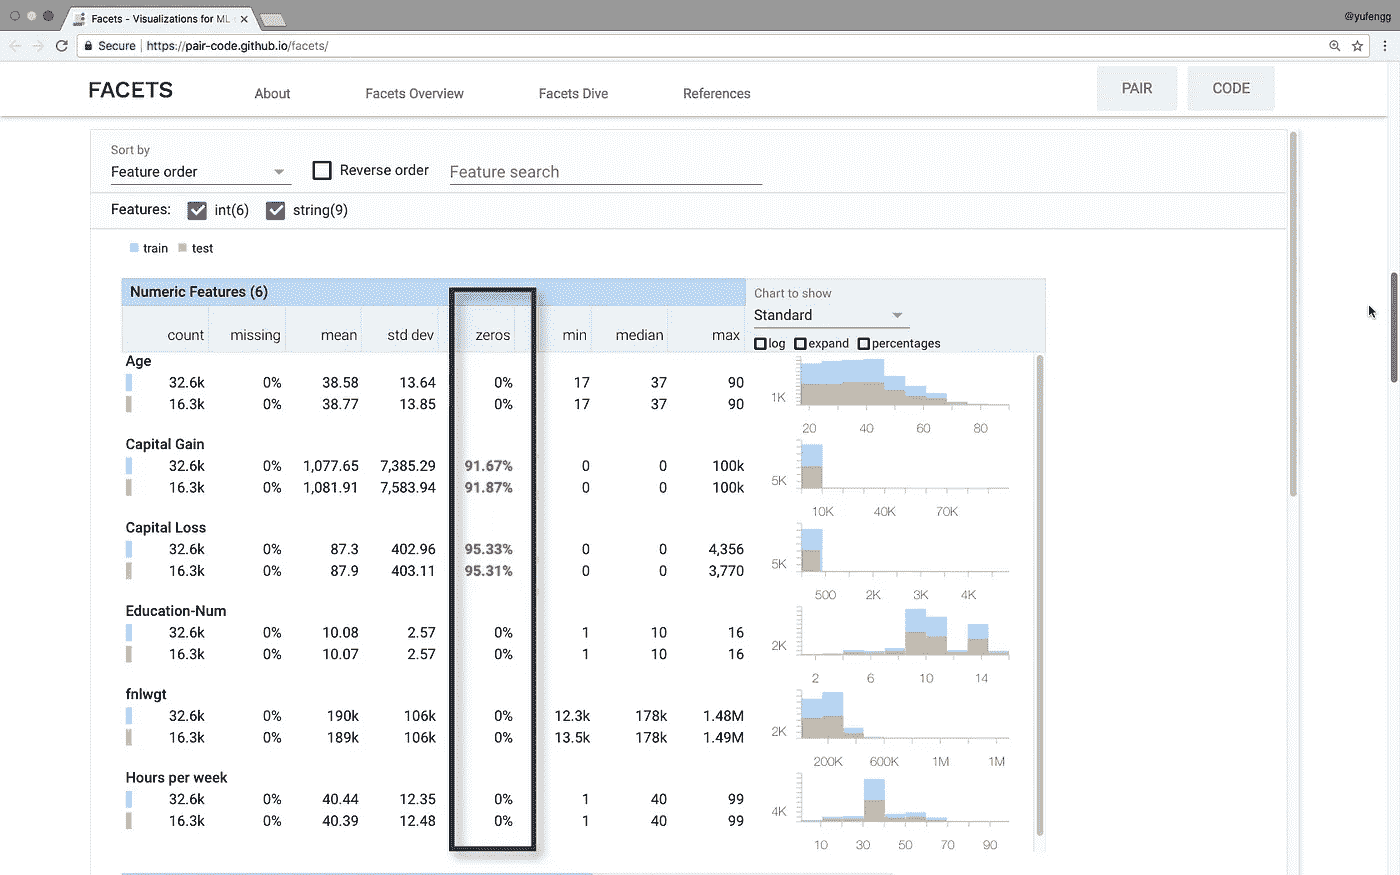 Facets - Visualizations for ML
@yufengg
Secure https://pair-code.github.io/facets/
FACETS About Facets Overview Facets Dive References PAIR CODE
Sort by
Feature order Reverse order Feature search
Features: int(6) string(9)
train test
Numeric Features (6) Chart to show
Standard
count missing mean std dev zeros min median max
log expand percentages
Age
32.6k 0% 38.58 13.64 0% 17 37 90
16.3k 0% 38.77 13.85 0% 17 37 90
1K
20 40 60 80
Capital Gain
32.6k 0% 1,077.65 7,385.29 91.67% 0 0 100k
16.3k 0% 1,081.91 7,583.94 91.87% 0 0 100k
5K
10K 40K 70K
Capital Loss
32.6k 0% 87.3 402.96 95.33% 0 0 4,356
16.3k 0% 87.9 403.11 95.31% 0 0 3,770
5K
500 2K 3K 4K
Education-Num
32.6k 0% 10.08 2.57 0% 1 10 16
16.3k 0% 10.07 2.57 0% 1 10 16
2K
2 6 10 14
fnlwgt
32.6k 0% 190k 106k 0% 12.3k 178k 1.48M
16.3k 0% 189k 106k 0% 13.5k 178k 1.49M
2K
200K 600K 1M 1M
Hours per week
32.6k 0% 40.44 12.35 0% 1 40 99
16.3k 0% 40.39 12.48 0% 1 40 99
4K
10 30 50 70 90